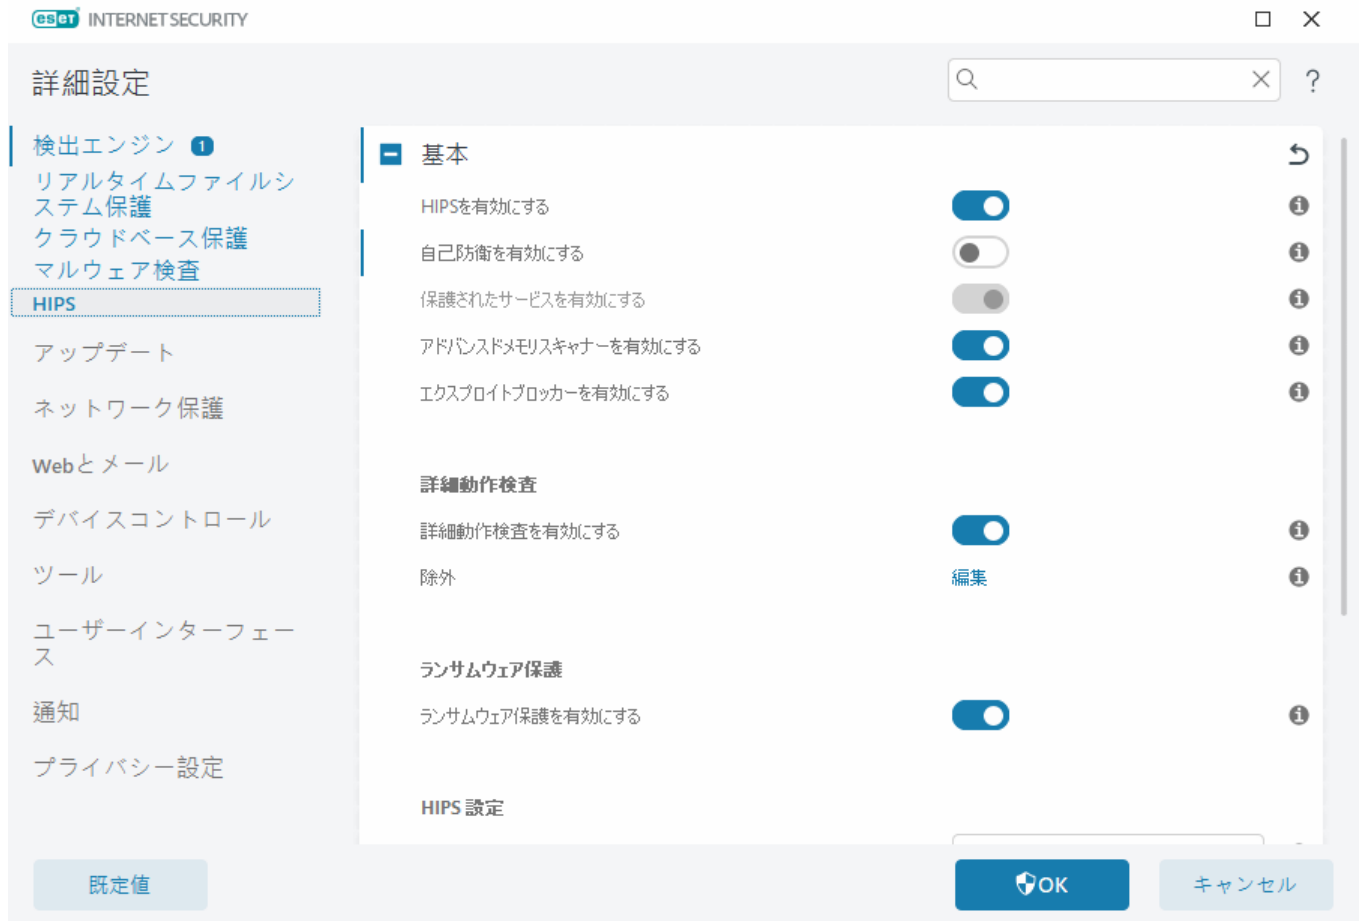 eset INTERNET SECURITY
詳細設定
?
検出エンジン 1
リアルタイムファイルシ
ステム保護
クラウドベース保護
マルウェア検査
HIPS
アップデート
ネットワーク保護
Webとメール
デバイスコントロール
ツール
ユーザーインターフェー
ス
通知
プライバシー設定
基本
HIPSを有効にする
自己防衛を有効にする
保護されたサービスを有効にする
アドバンスドメモリスキャナーを有効にする
エクスプロイトブロッカーを有効にする
詳細動作検査
詳細動作検査を有効にする
除外 編集
ランサムウェア保護
ランサムウェア保護を有効にする
HIPS 設定
既定値 OK キャンセル